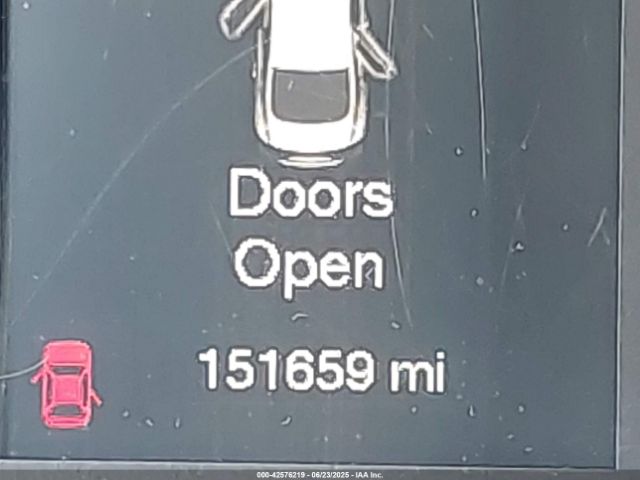 Doors
Open
151659 mi
000-42576219 - 06/23/2025 - IAA Inc.